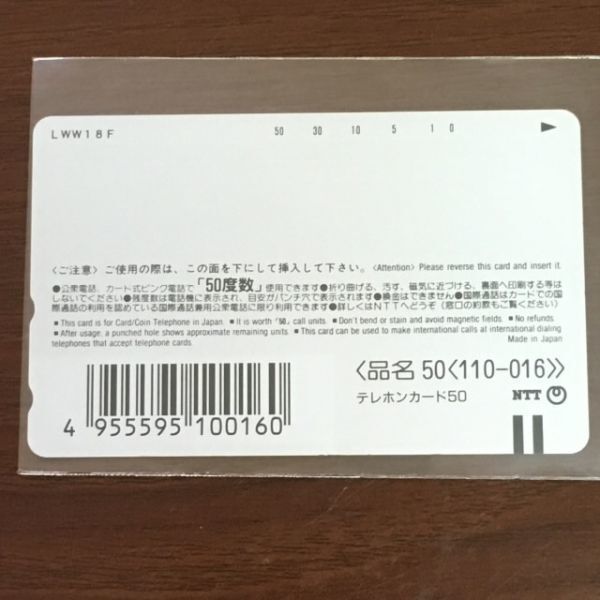 LWW18F 50 30 10 5 1 0
〈ご注意〉ご使用の際は、この面を下にして挿入して下さい。〈Attention〉Please reverse this card and insert it.
●公衆電話、カード式ピンク電話で「50度数」使用できます●折り曲げる、汚す、磁気に近づける、裏面へ印刷する等は
しないでください●残度数は電話機に表示され、目安がパンチ穴で表示されます●換金はできません●国際通話はカードでの国
際通話の利用を認めている国際通話兼用公衆電話に限り利用できます●詳しくはNTTへどうぞ(窓口の約款もご覧ください)
■This card is for Card/Coin Telephone in Japan. ■It is worth「50」call units. ■Don't bend or stain and avoid magnetic fields. ■No refunds.
■After usage, a punched hole shows approximate remaining units. ■This card can be used to make international calls at international dialing
telephones that accept telephone cards. Made in Japan
〈品名 50〈110-016〉〉
テレホンカード50 NTT
4 955595 100160